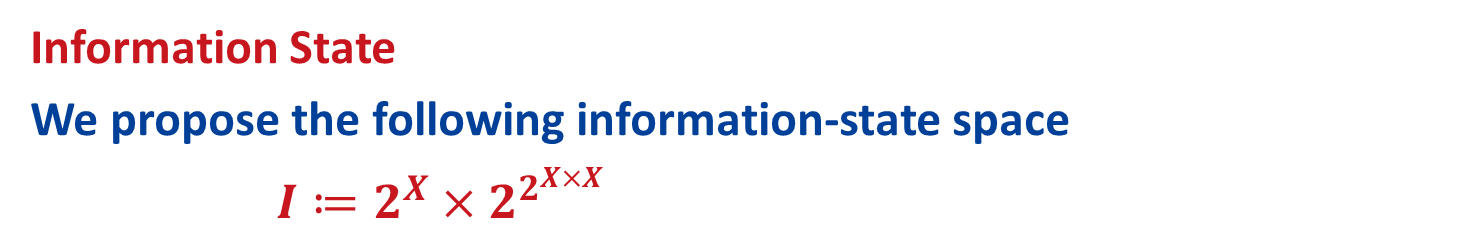 Information State
We propose the following information-state space
I ≔ 2^X × 2^{2^{X×X}}